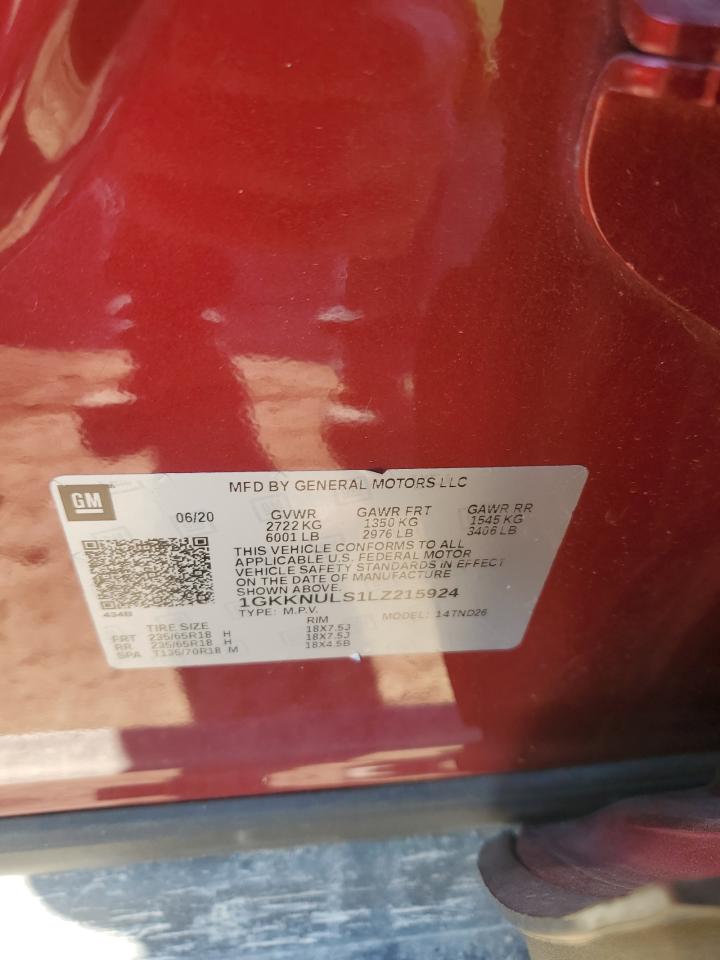 GM
MFD BY GENERAL MOTORS LLC
06/20 GVWR GAWR FRT GAWR RR
2722 KG 1350 KG 1545 KG
6001 LB 2976 LB 3406 LB
THIS VEHICLE CONFORMS TO ALL
APPLICABLE U.S. FEDERAL MOTOR
VEHICLE SAFETY STANDARDS IN EFFECT
ON THE DATE OF MANUFACTURE
SHOWN ABOVE.
1GKKNULS1LZ215924
434B
TYPE: M.P.V. MODEL: 14TND26
TIRE SIZE RIM
FRT 235/65R18 H 18X7.5J
RR 235/65R18 H 18X7.5J
SPA T135/70R18 M 18X4.5B